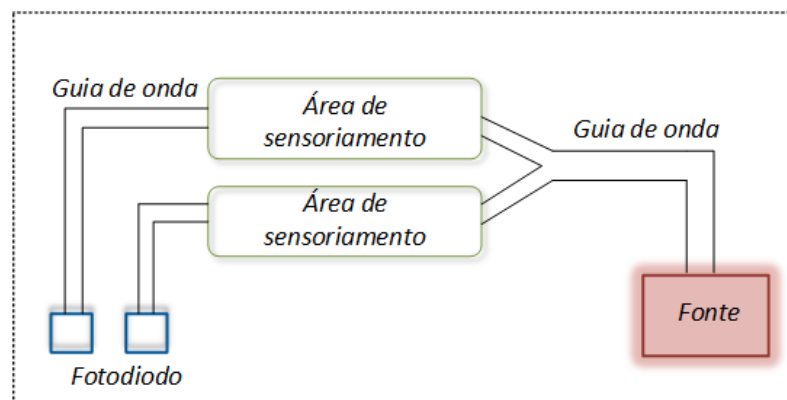 Guia de onda
Área de
sensoriamento
Guia de onda
Área de
sensoriamento
Fonte
Fotodiodo